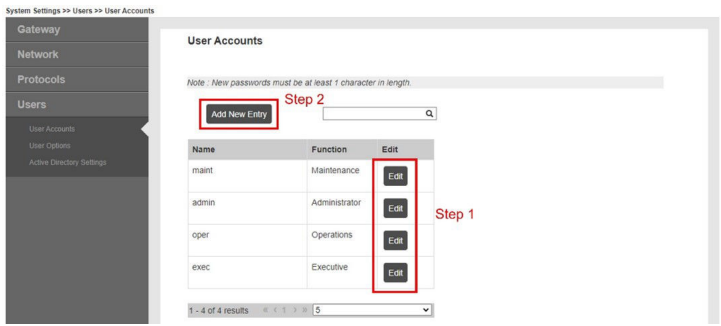 System Settings >> Users >> User Accounts
Gateway
Network
Protocols
Users
User Accounts
User Options
Active Directory Settings
User Accounts
Note : New passwords must be at least 1 character in length.
Step 2
Add New Entry
Name Function Edit
maint Maintenance Edit
admin Administrator Edit
Step 1
oper Operations Edit
exec Executive Edit
1 - 4 of 4 results « < 1 > » 5